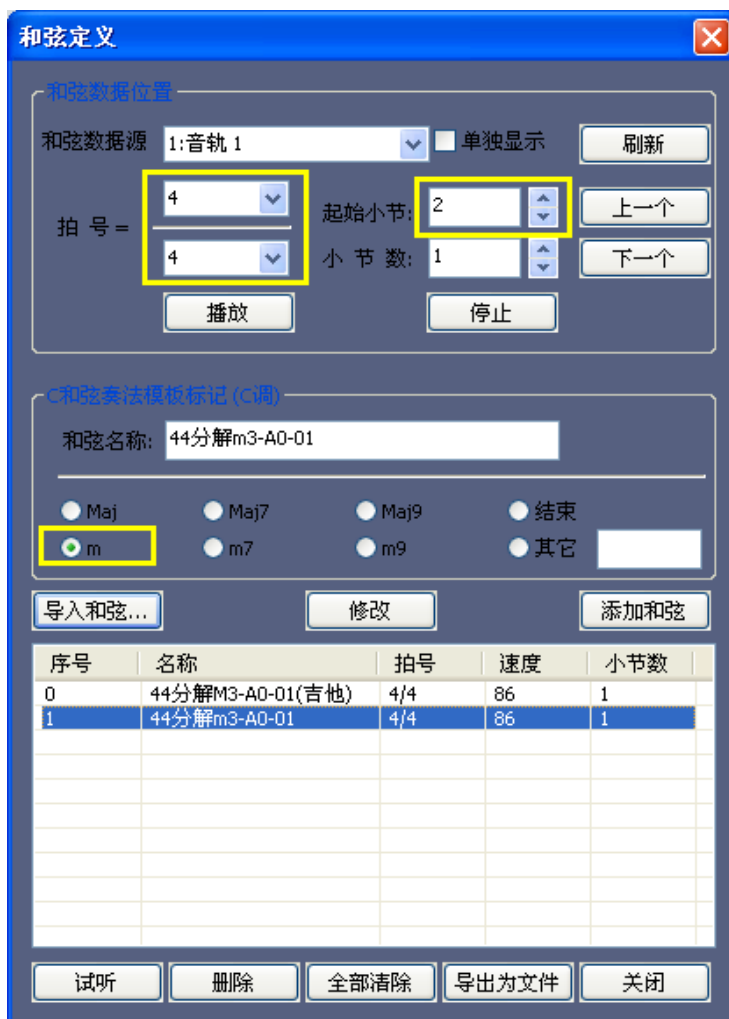 和弦定义
和弦数据位置
和弦数据源 1:音轨 1 单独显示 刷新
拍 号 = 4 起始小节: 2 上一个
4 小 节 数: 1 下一个
播放 停止
C和弦奏法模板标记(C调)
和弦名称: 44分解m3-A0-01
Maj Maj7 Maj9 结束
m m7 m9 其它
导入和弦... 修改 添加和弦
序号 名称 拍号 速度 小节数
0 44分解M3-A0-01(吉他) 4/4 86 1
1 44分解m3-A0-01 4/4 86 1
试听 删除 全部清除 导出为文件 关闭